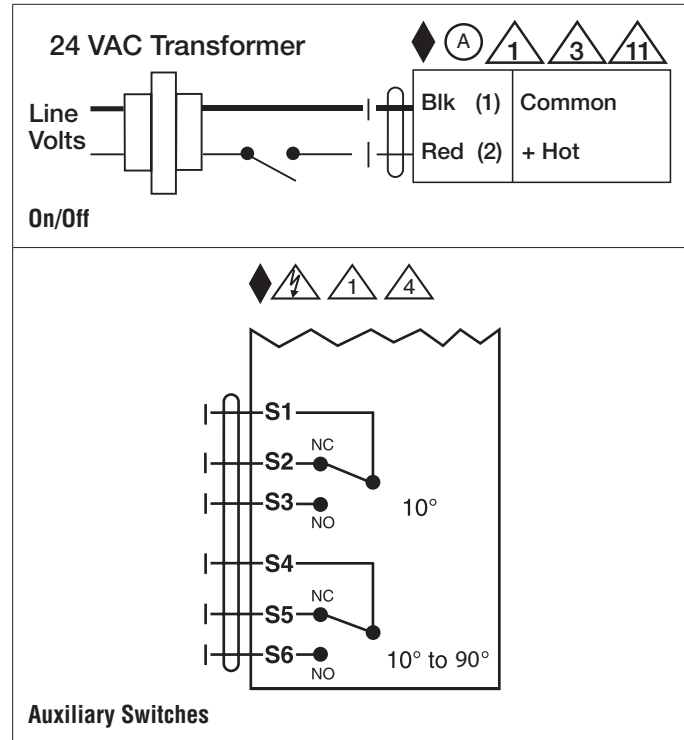 24 VAC Transformer
A 1 3 11
Line Volts
Blk (1) Common
Red (2) + Hot
On/Off
1 4
S1
NC
S2
S3 10°
NO
S4
NC
S5
S6 10° to 90°
NO
Auxiliary Switches